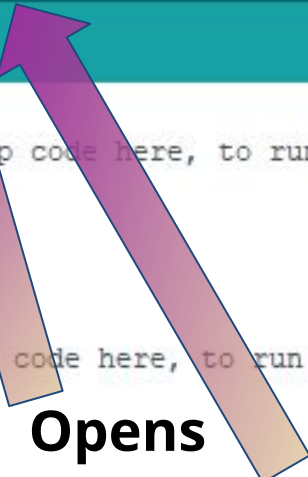 p code here, to run
code here, to run
Opens